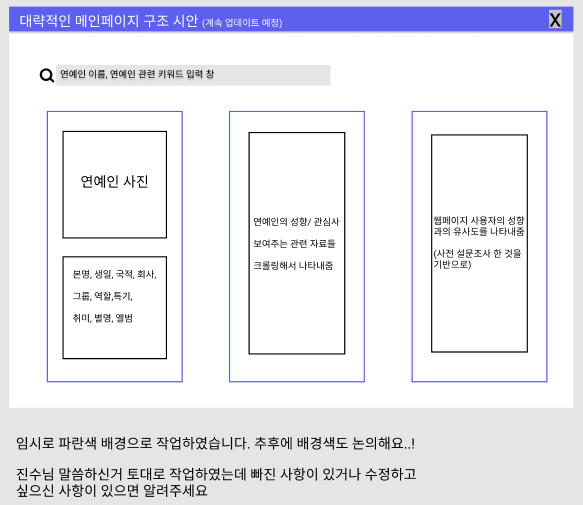 대략적인 메인페이지 구조 시안 (계속 업데이트 예정)
X
연예인 이름, 연예인 관련 키워드 입력 창
연예인 사진
본명, 생일, 국적, 회사,
그룹, 역할,특기,
취미, 별명, 앨범
연예인의 성향/ 관심사
보여주는 관련 자료들
크롤링해서 나타내줌
웹페이지 사용자의 성향
과의 유사도를 나타내줌
(사전 설문조사 한 것을
기반으로)
임시로 파란색 배경으로 작업하였습니다. 추후에 배경색도 논의해요..!
진수님 말씀하신거 토대로 작업하였는데 빠진 사항이 있거나 수정하고
싶으신 사항이 있으면 알려주세요